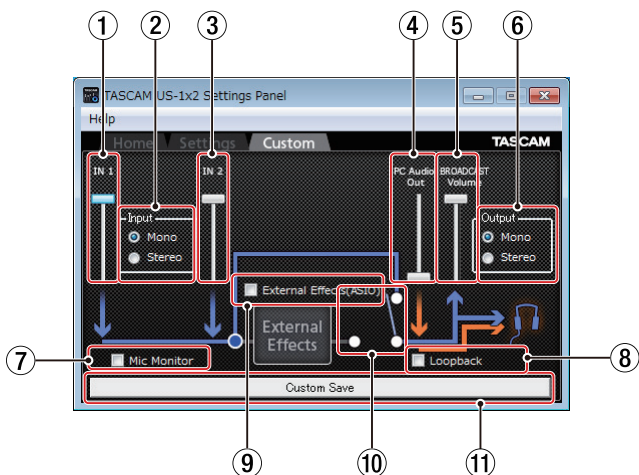 1 2 3 4 5 6
TASCAM US-1x2 Settings Panel
Help
Home Settings Custom TASCAM
IN 1 IN 2 PC Audio Out BROADCAST Volume
Input Output
Mono Mono
Stereo Stereo
External Effects(ASIO)
External
Effects
7 Mic Monitor Loopback 8
Custom Save
9 10 11